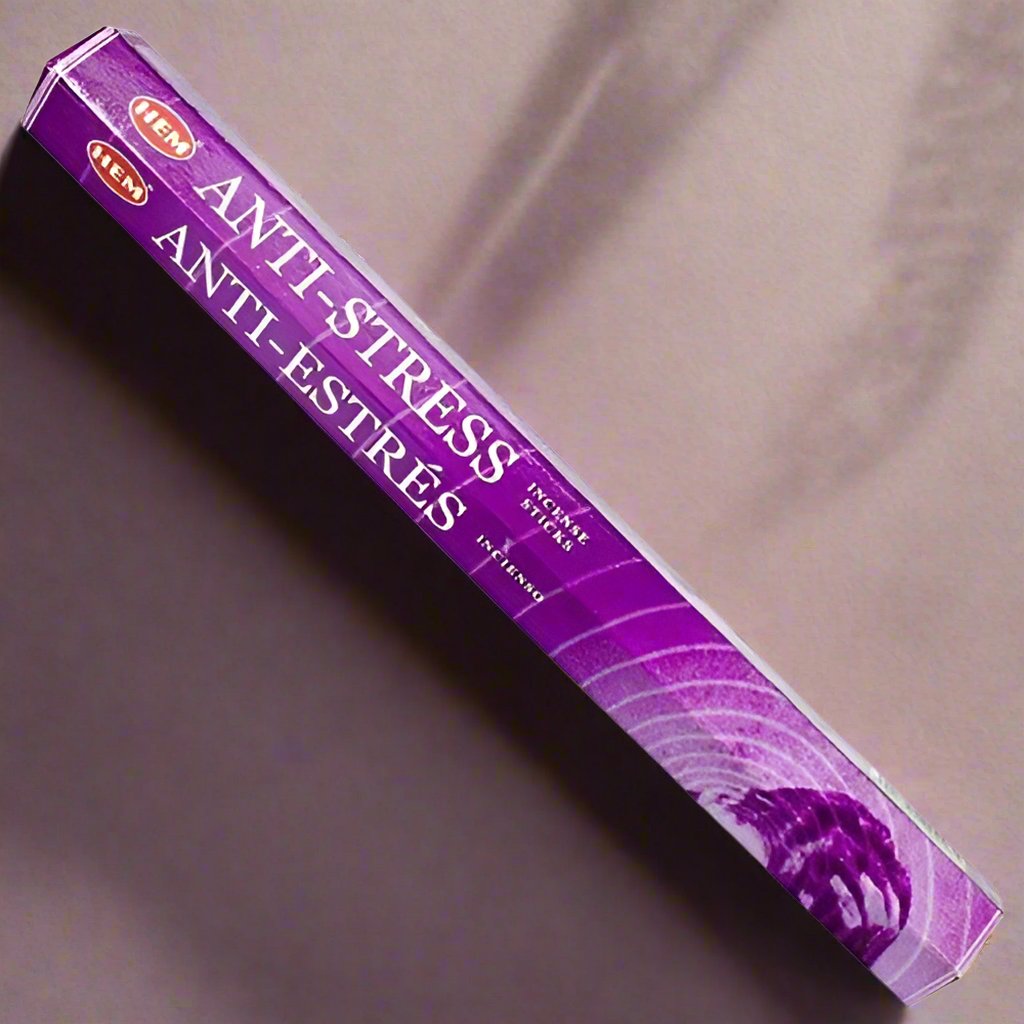 HEM
ANTI-STRESS
INCENSE
STICKS
HEM
ANTI-ESTRÉS
INCIENSO